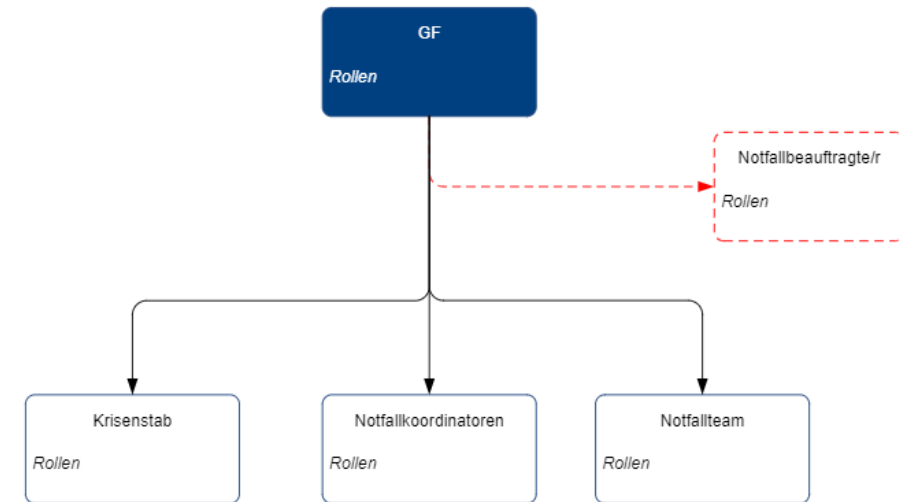 GF
Rollen
Notfallbeauftragte/r
Rollen
Krisenstab
Rollen
Notfallkoordinatoren
Rollen
Notfallteam
Rollen